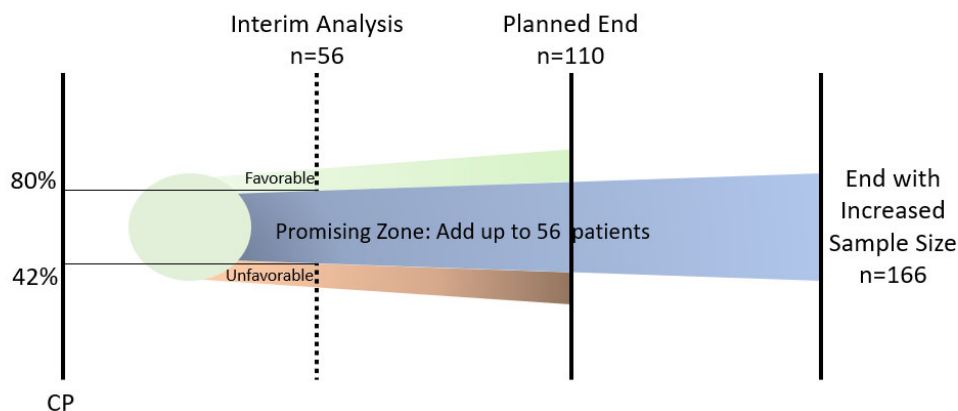 Interim Analysis
n=56
Planned End
n=110
80%
Favorable
Promising Zone: Add up to 56 patients
42%
Unfavorable
End with
Increased
Sample Size
n=166
CP